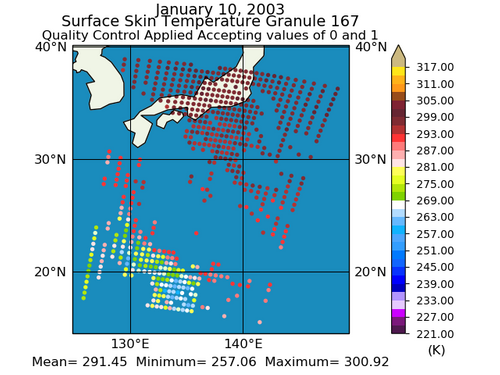 January 10, 2003
Surface Skin Temperature Granule 167
Quality Control Applied Accepting values of 0 and 1
40°N 40°N
317.00
311.00
305.00
299.00
293.00
30°N 30°N
287.00
281.00
275.00
269.00
263.00
257.00
20°N 20°N
251.00
245.00
239.00
233.00
227.00
221.00
130°E 140°E
(K)
Mean= 291.45 Minimum= 257.06 Maximum= 300.92